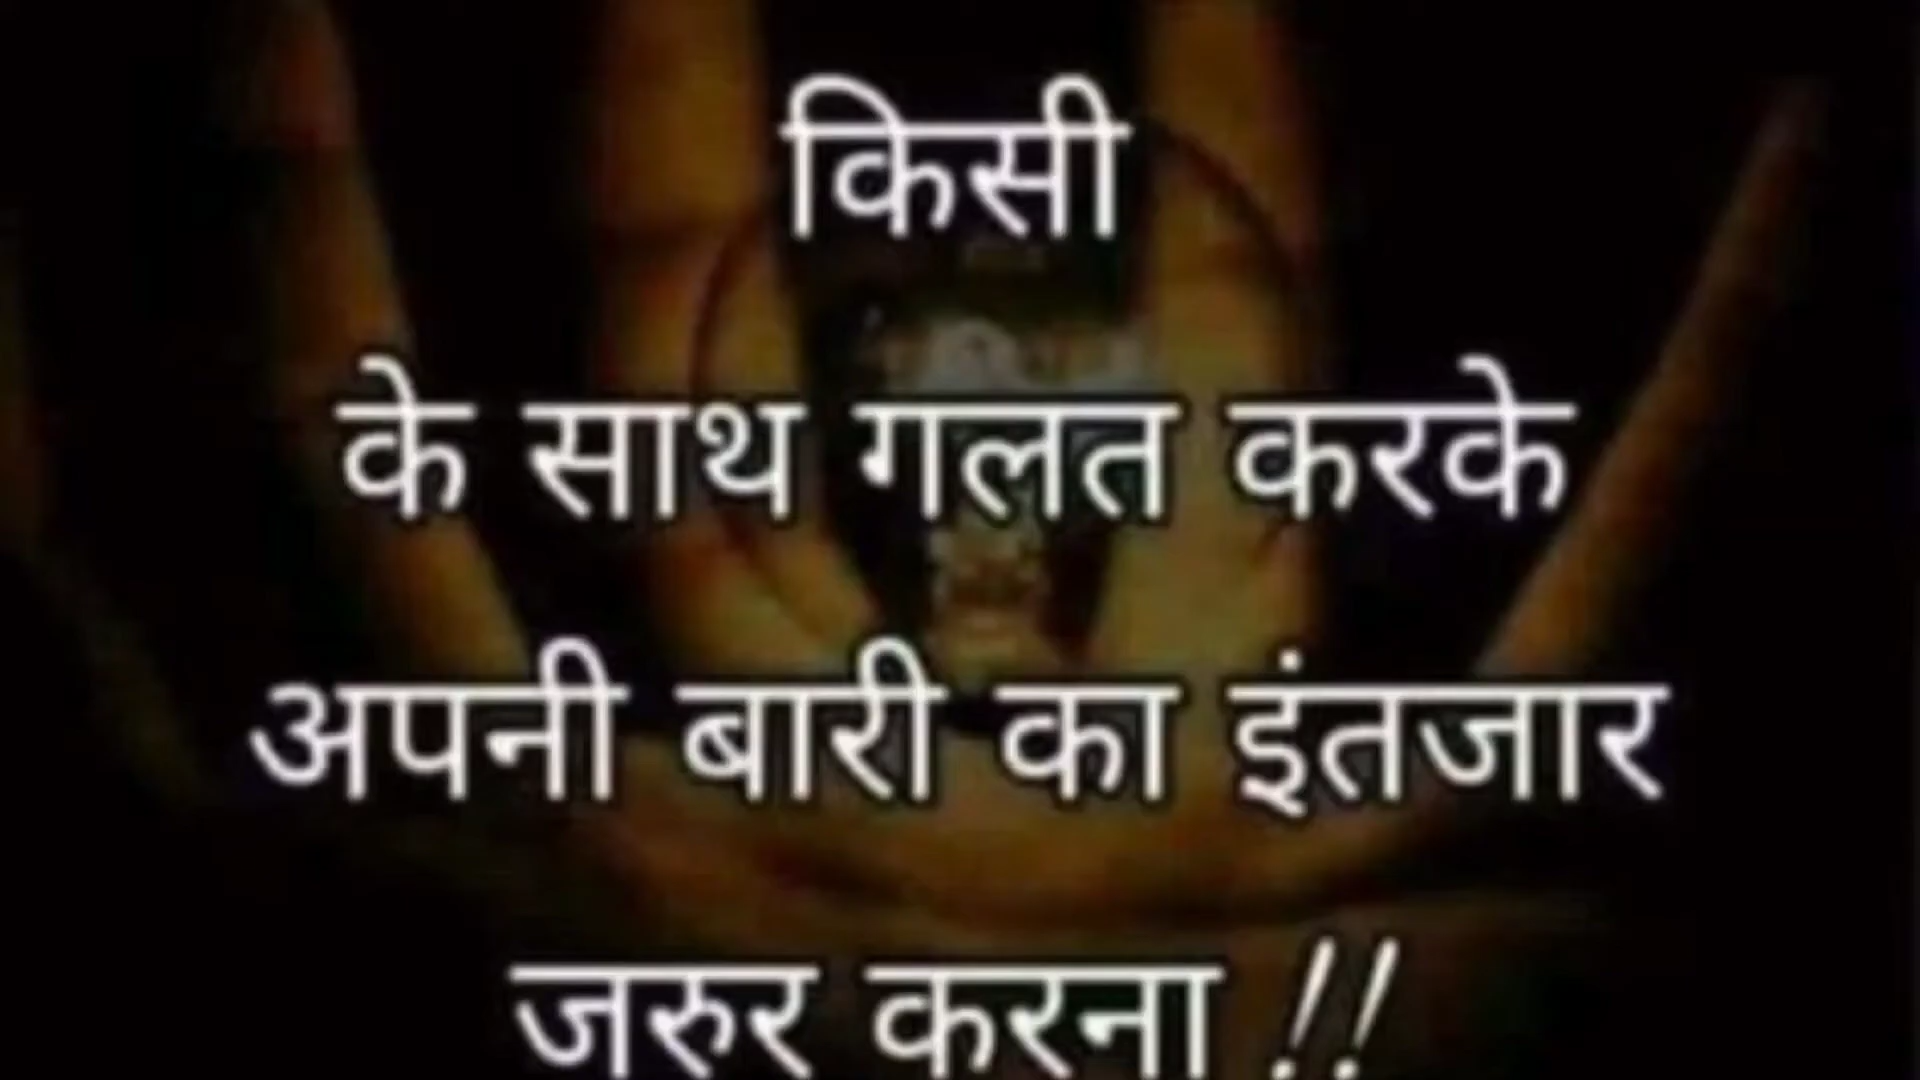 किसी
के साथ गलत करके
अपनी बारी का इंतजार
जरुर करना !!